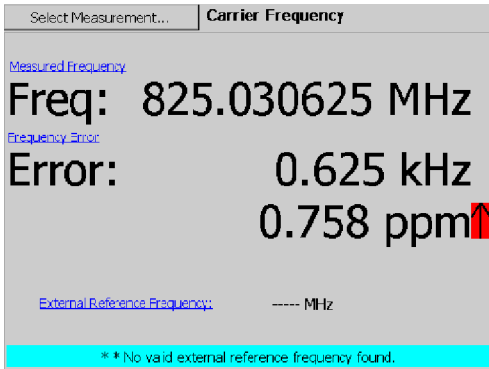 Select Measurement... Carrier Frequency
Measured Frequency
Freq: 825.030625 MHz
Frequency Error
Error: 0.625 kHz
0.758 ppm↑
External Reference Frequency: ----- MHz
* * No valid external reference frequency found.